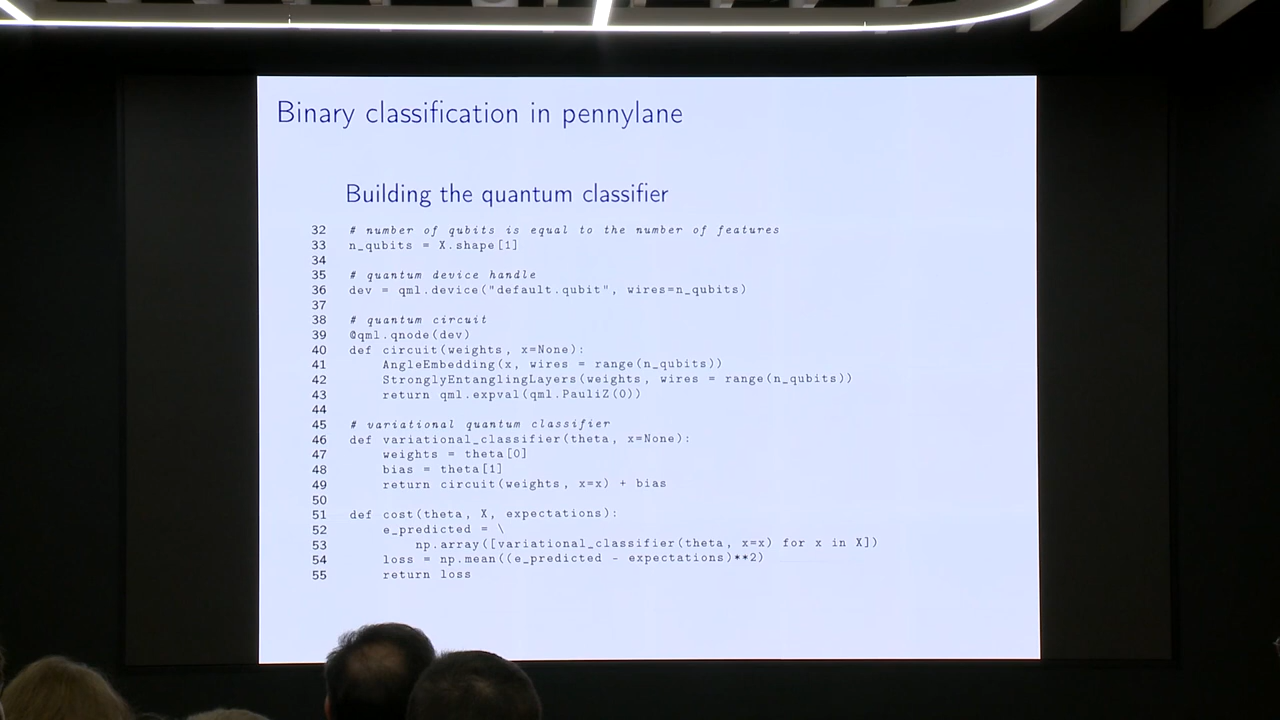 Binary classification in pennylane
Building the quantum classifier
32 # number of qubits is equal to the number of features
33 n_qubits = X.shape[1]
34
35 # quantum device handle
36 dev = qml.device("default.qubit", wires=n_qubits)
37
38 # quantum circuit
39 @qml.qnode(dev)
40 def circuit(weights, x=None):
41     AngleEmbedding(x, wires = range(n_qubits))
42     StronglyEntanglingLayers(weights, wires = range(n_qubits))
43     return qml.expval(qml.PauliZ(0))
44
45 # variational quantum classifier
46 def variational_classifier(theta, x=None):
47     weights = theta[0]
48     bias = theta[1]
49     return circuit(weights, x=x) + bias
50
51 def cost(theta, X, expectations):
52     e_predicted = \
53         np.array([variational_classifier(theta, x=x) for x in X])
54     loss = np.mean((e_predicted - expectations)**2)
55     return loss